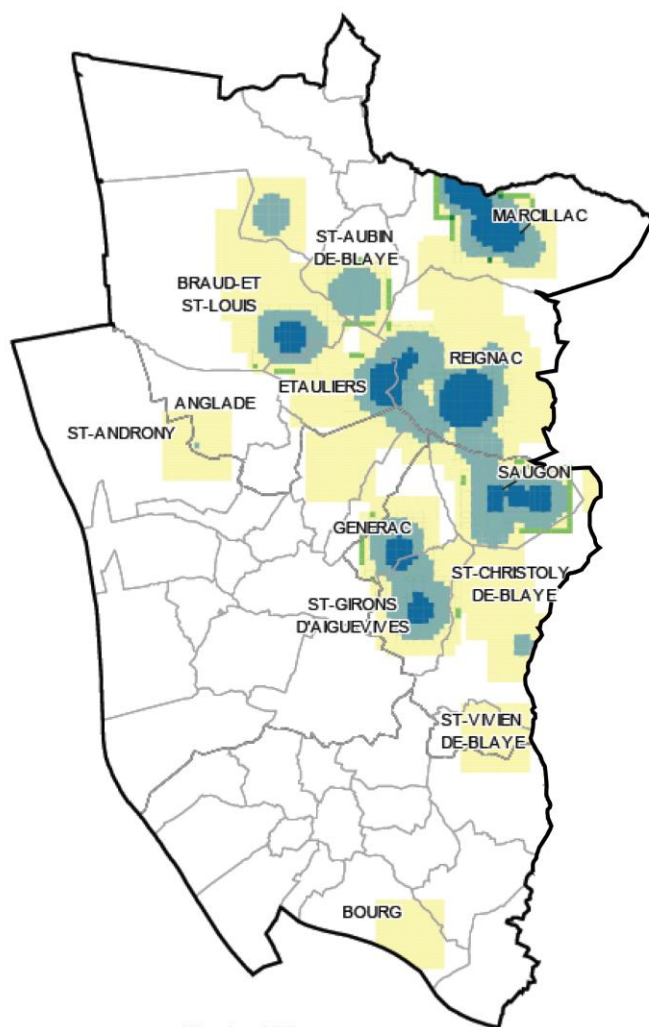 MARCILLAC
ST-AUBIN
DE-BLAYE
BRAUD-ET
ST-LOUIS
REIGNAC
ETAULIERS
ANGLADE
ST-ANDRONY
SAUGON
GENERAC
ST-CHRISTOLY
DE-BLAYE
ST-GIRONS
D'AIGUEVIVES
ST-VIVIEN
DE-BLAYE
BOURG